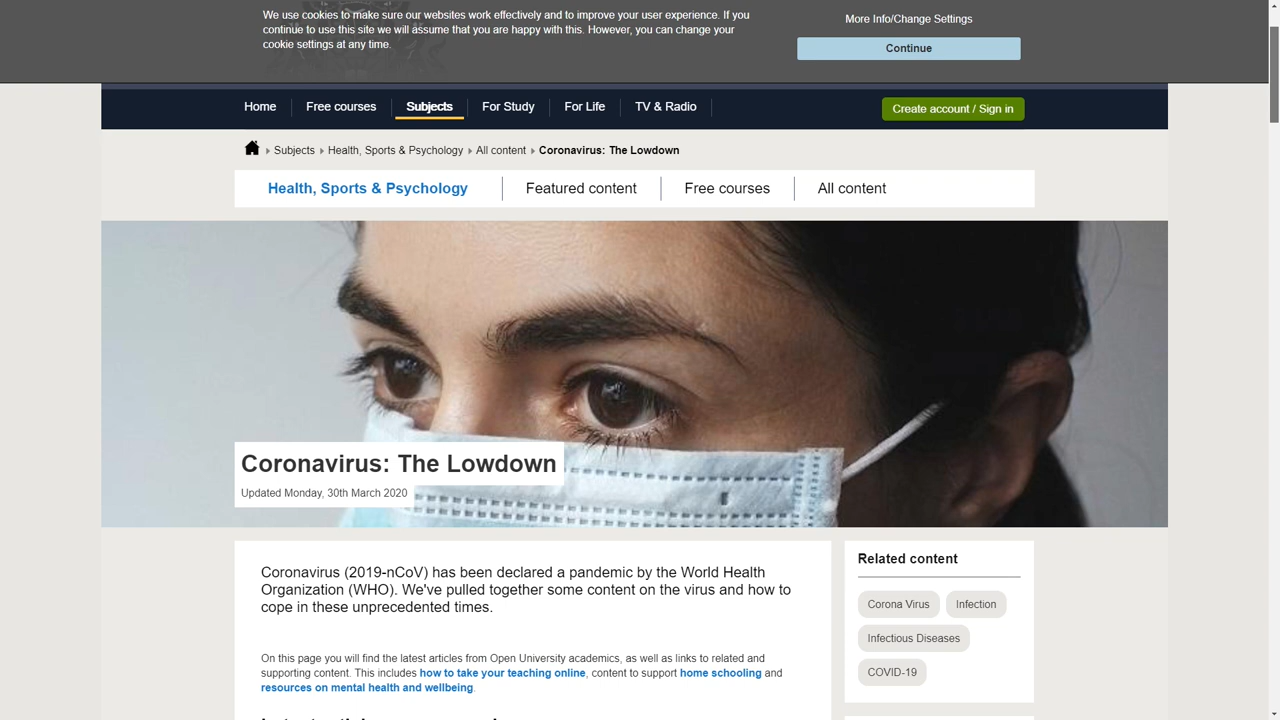 We use cookies to make sure our websites work effectively and to improve your user experience. If you
continue to use this site we will assume that you are happy with this. However, you can change your
cookie settings at any time.
More Info/Change Settings
Continue
Home
Free courses
Subjects
For Study
For Life
TV & Radio
Create account / Sign in
Subjects
Health, Sports & Psychology
All content
Coronavirus: The Lowdown
Health, Sports & Psychology
Featured content
Free courses
All content
Coronavirus: The Lowdown
Updated Monday, 30th March 2020
Coronavirus (2019-nCoV) has been declared a pandemic by the World Health
Organization (WHO). We've pulled together some content on the virus and how to
cope in these unprecedented times.
On this page you will find the latest articles from Open University academics, as well as links to related and
supporting content. This includes how to take your teaching online, content to support home schooling and
resources on mental health and wellbeing.
Related content
Corona Virus
Infection
Infectious Diseases
COVID-19